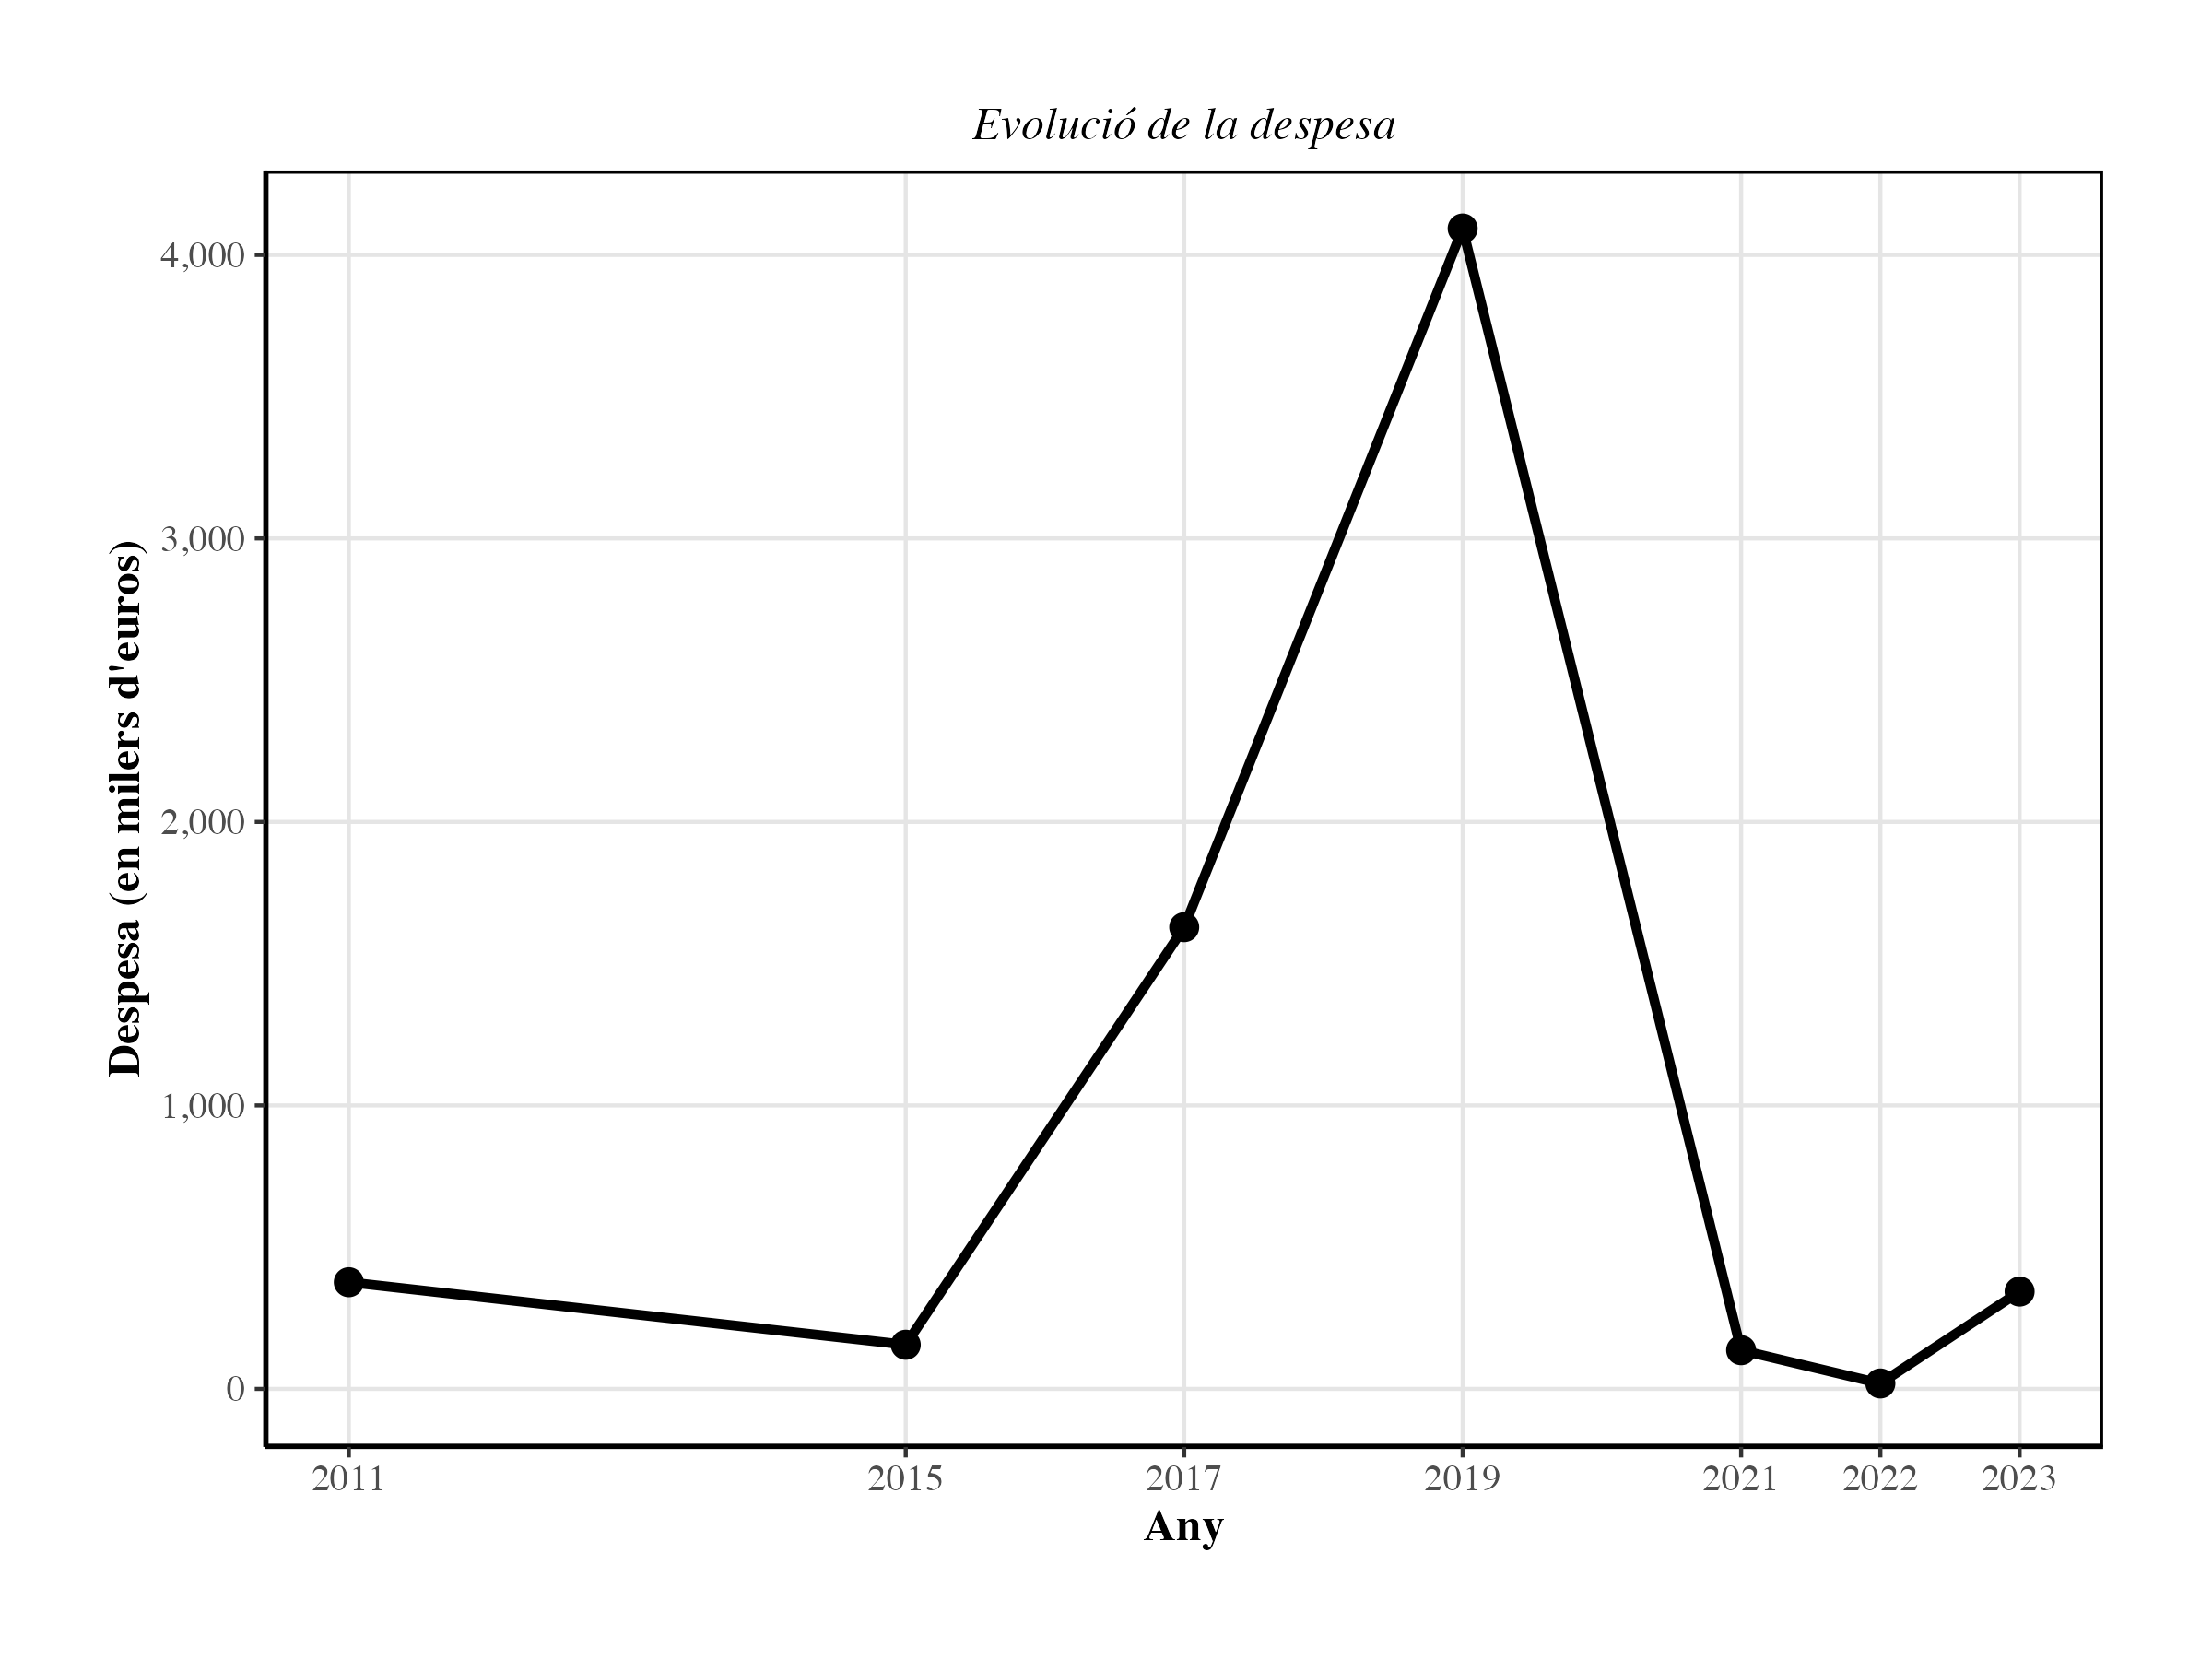 Evolució de la despesa
Despesa (en milers d'euros)
4,000
3,000
2,000
1,000
0
2011 2015 2017 2019 2021 2022 2023
Any